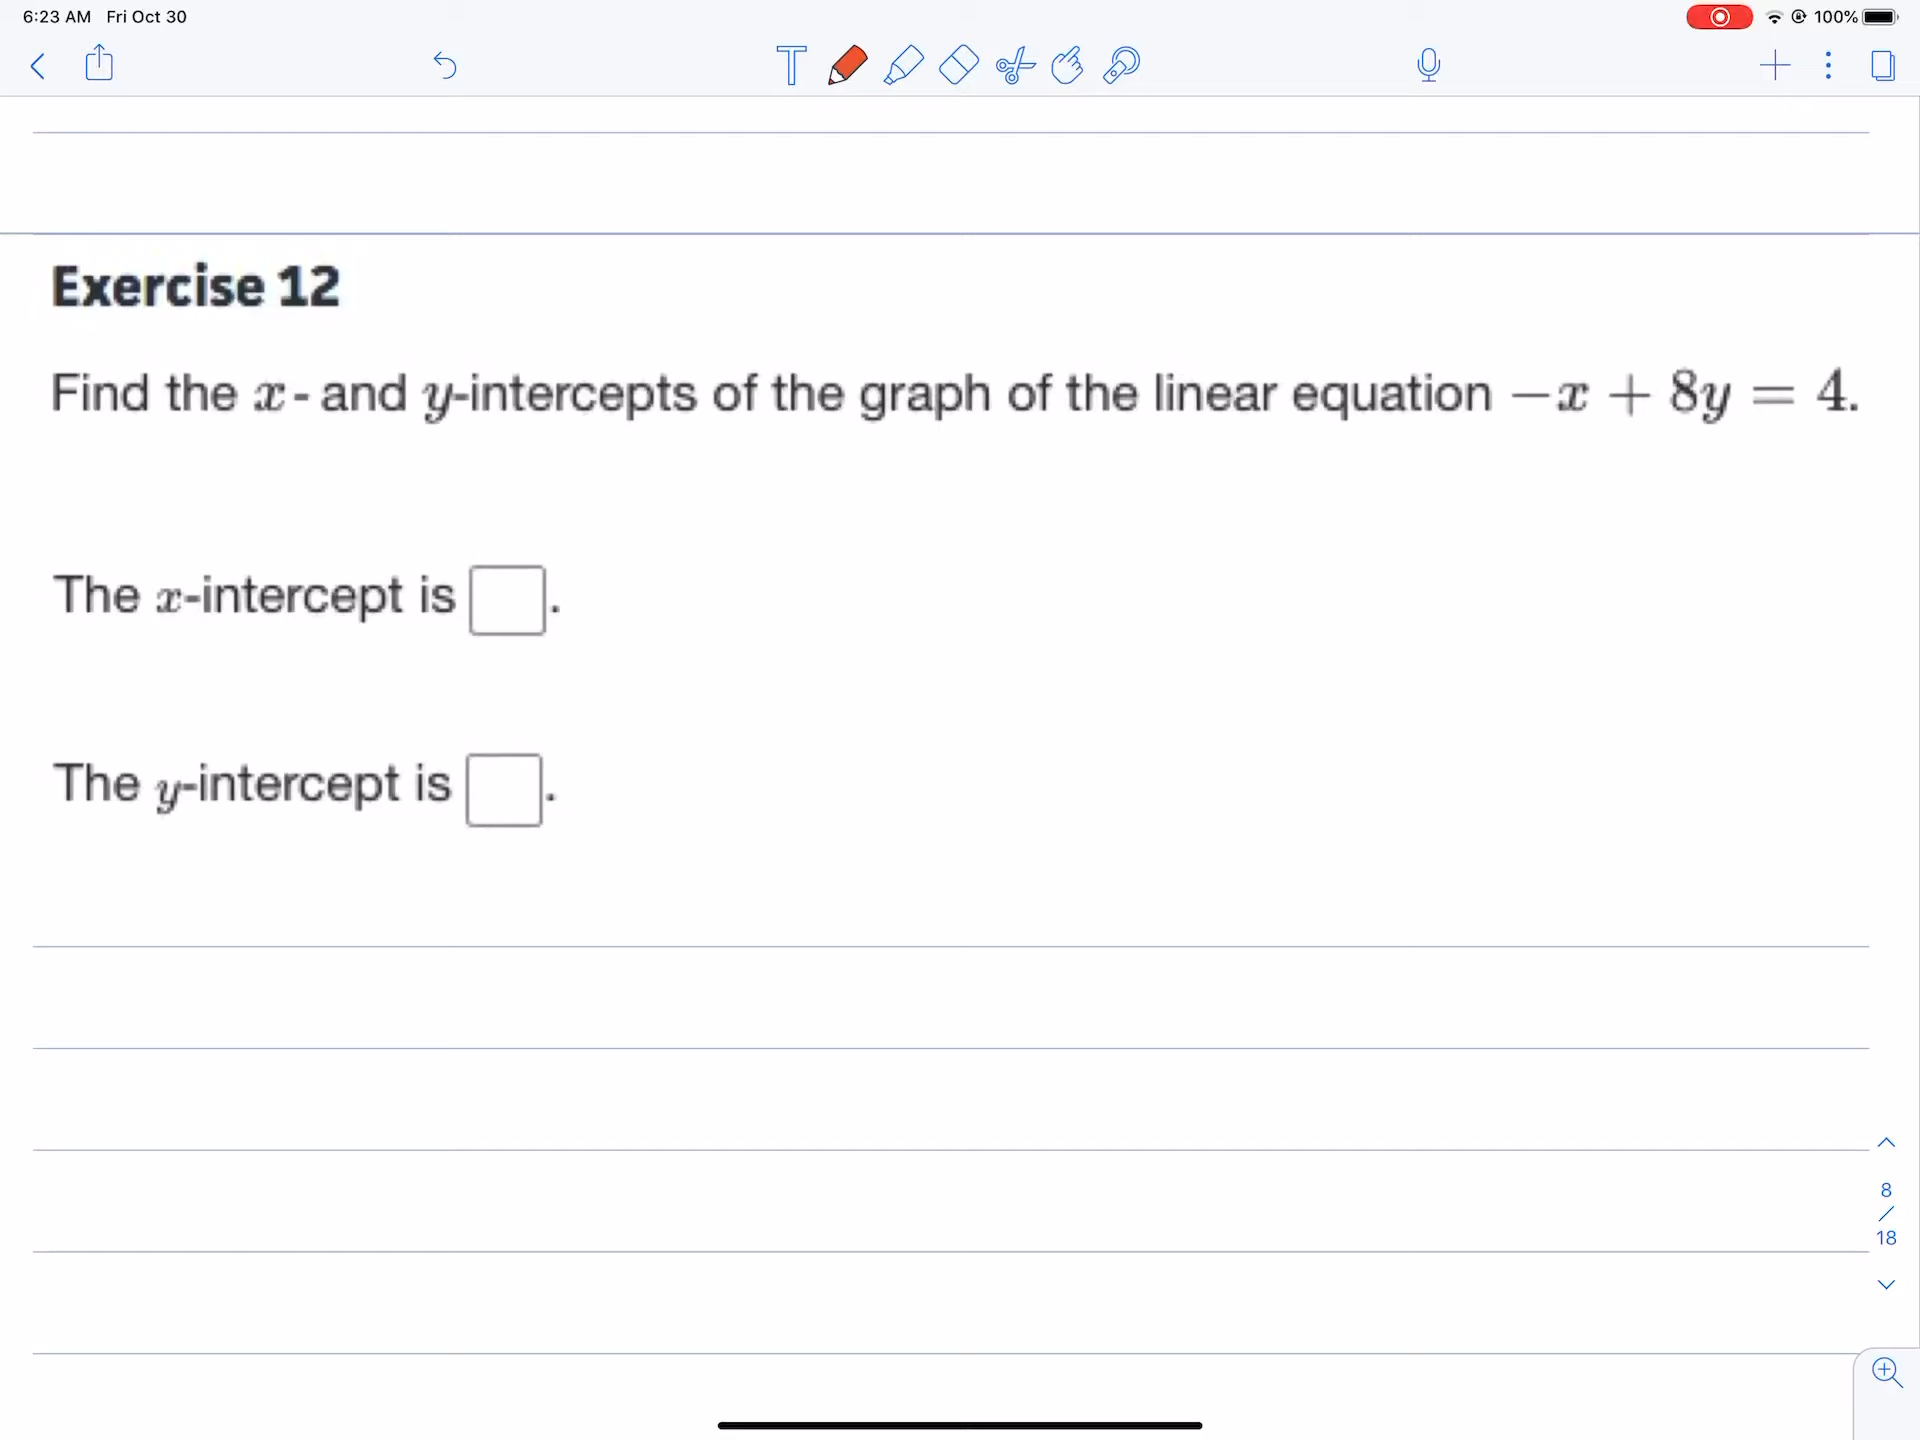 6:23 AM Fri Oct 30
100%
T
Exercise 12
Find the x- and y-intercepts of the graph of the linear equation −x + 8y = 4.
The x-intercept is .
The y-intercept is .
8
/
18